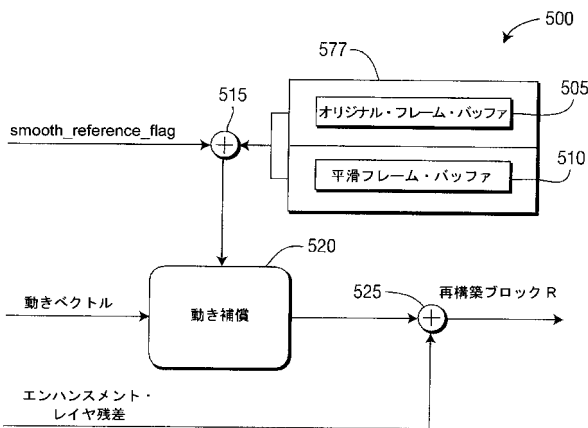 500
577
505
オリジナル・フレーム・バッファ
515
smooth_reference_flag
510
平滑フレーム・バッファ
520
動きベクトル
動き補償
525
再構築ブロック R
エンハンスメント・
レイヤ残差